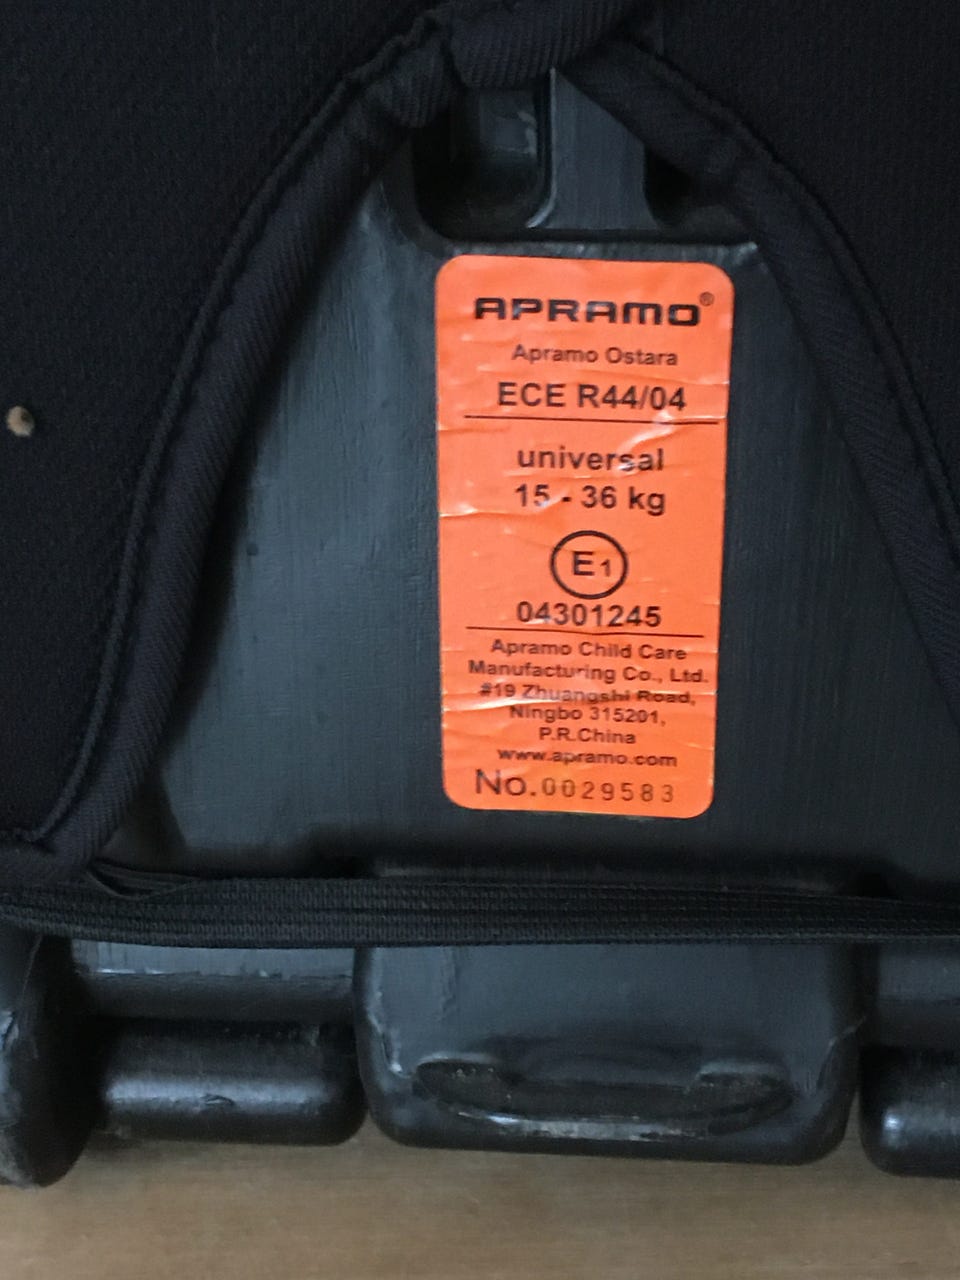 APRAMO®
Apramo Ostara
ECE R44/04
universal
15 - 36 kg
E1
04301245
Apramo Child Care
Manufacturing Co., Ltd.
#19 Zhuangshi Road,
Ningbo 315201,
P.R.China
www.apramo.com
No.0029583